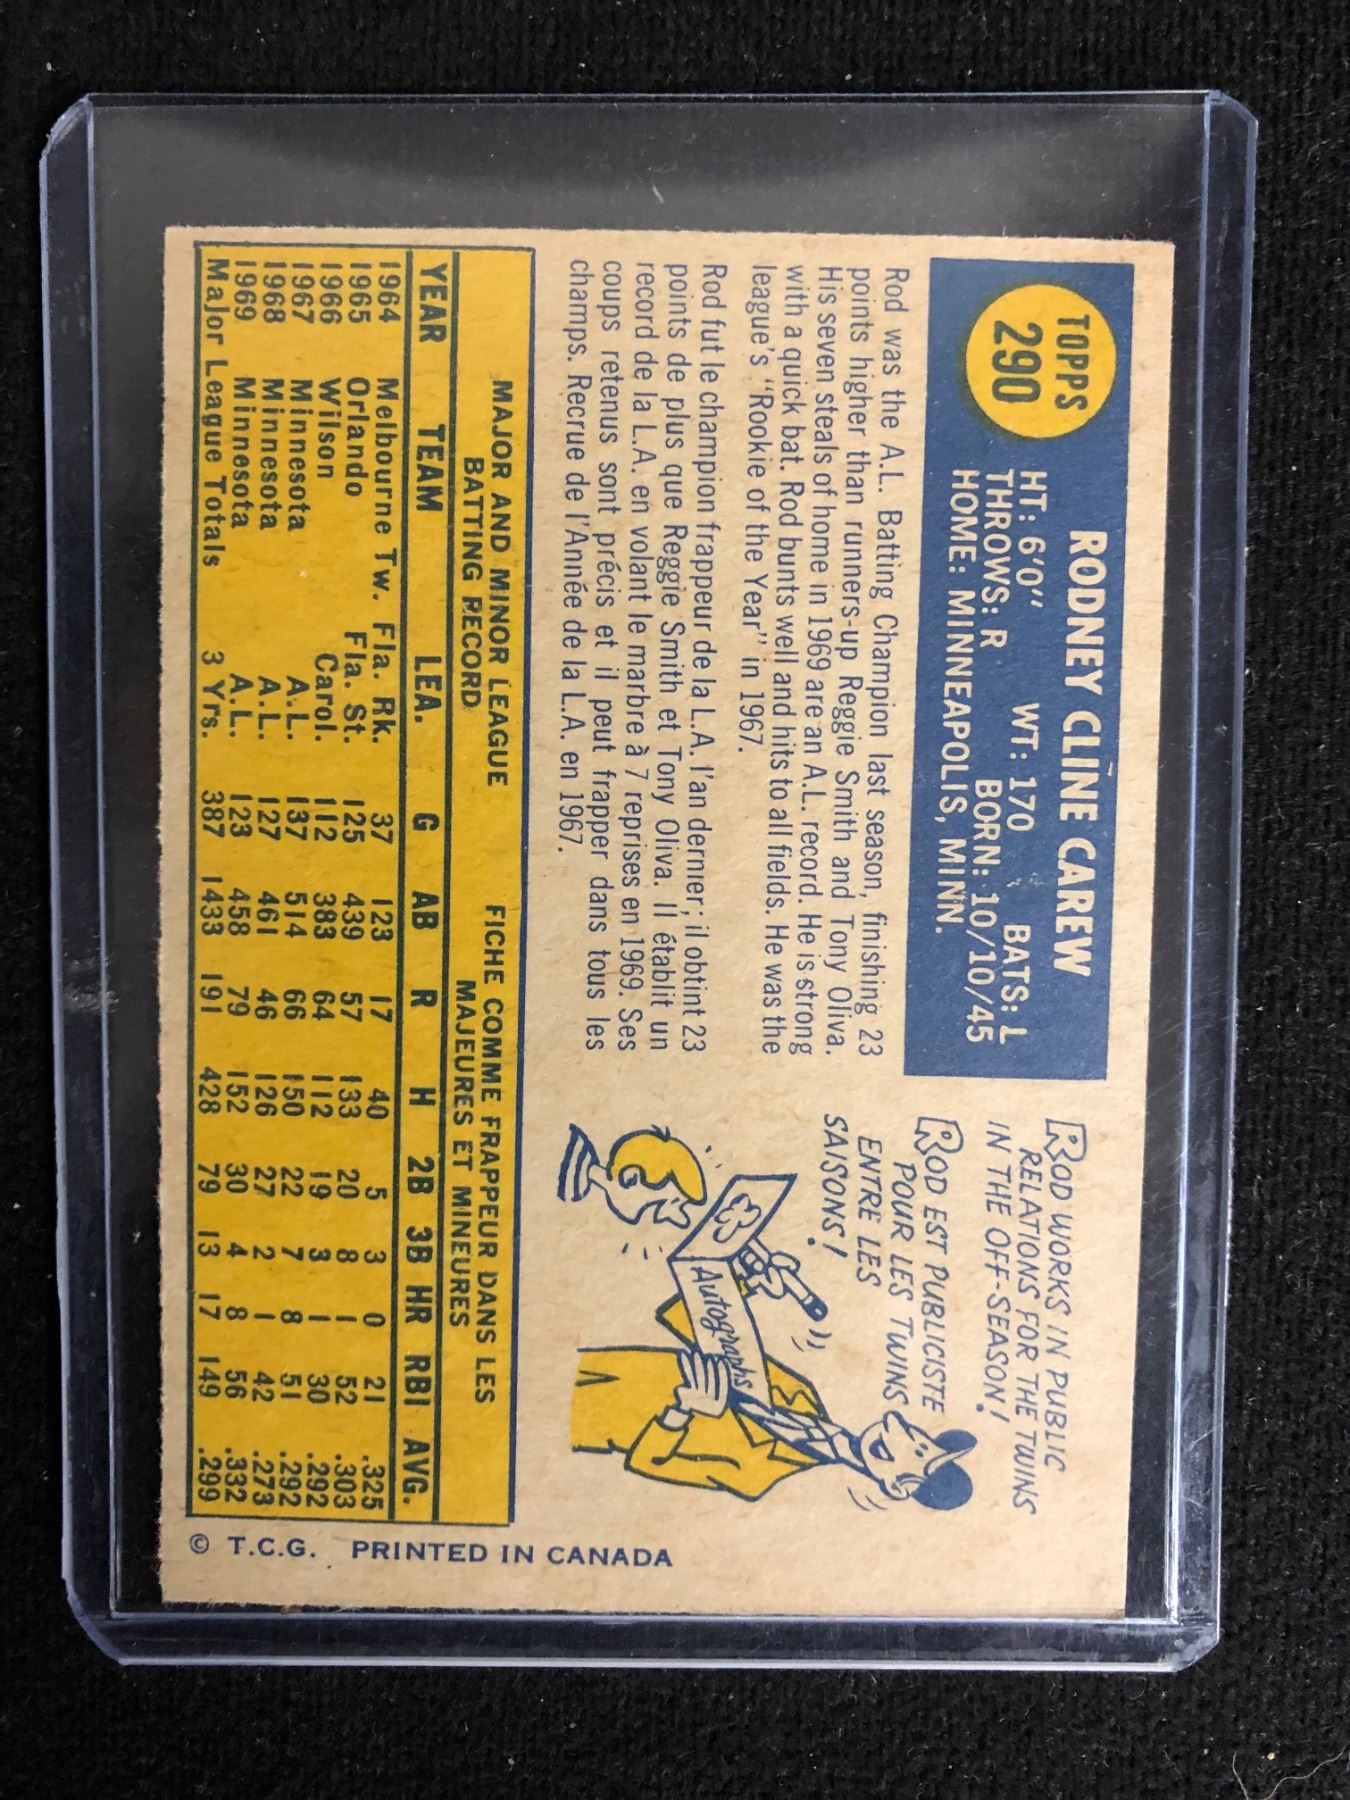 TOPPS
290
RODNEY CLINE CAREW
HT: 6'0" WT: 170 BATS: L
THROWS: R BORN: 10/10/45
HOME: MINNEAPOLIS, MINN.
Rod was the A.L. Batting Champion last season, finishing 23
points higher than runners-up Reggie Smith and Tony Oliva.
His seven steals of home in 1969 are an A.L. record. He is strong
with a quick bat. Rod bunts well and hits to all fields. He was the
league's "Rookie of the Year" in 1967.
Rod fut le champion frappeur de la L.A. l'an dernier; il obtint 23
points de plus que Reggie Smith et Tony Oliva. Il établit un
record de la L.A. en volant le marbre à 7 reprises en 1969. Ses
coups retenus sont précis et il peut frapper dans tous les
champs. Recrue de l'Année de la L.A. en 1967.
ROD WORKS IN PUBLIC
RELATIONS FOR THE TWINS
IN THE OFF-SEASON!
ROD EST PUBLICISTE
POUR LES TWINS
ENTRE LES
SAISONS!
Autographs
MAJOR AND MINOR LEAGUE FICHE COMME FRAPPEUR DANS LES
BATTING RECORD MAJEURES ET MINEURES
YEAR TEAM LEA. G AB R H 2B 3B HR RBI AVG.
1964 Melbourne Tw. Fla. Rk. 37 123 17 40 5 3 0 21 .325
1965 Orlando Fla. St. 125 439 57 133 20 8 1 52 .303
1966 Wilson Carol. 112 383 64 112 19 3 1 30 .292
1967 Minnesota A.L. 137 514 66 150 22 7 8 51 .292
1968 Minnesota A.L. 127 461 46 126 27 2 1 42 .273
1969 Minnesota A.L. 123 458 79 152 30 4 8 56 .332
Major League Totals 3 Yrs. 387 1433 191 428 79 13 17 149 .299
© T.C.G. PRINTED IN CANADA